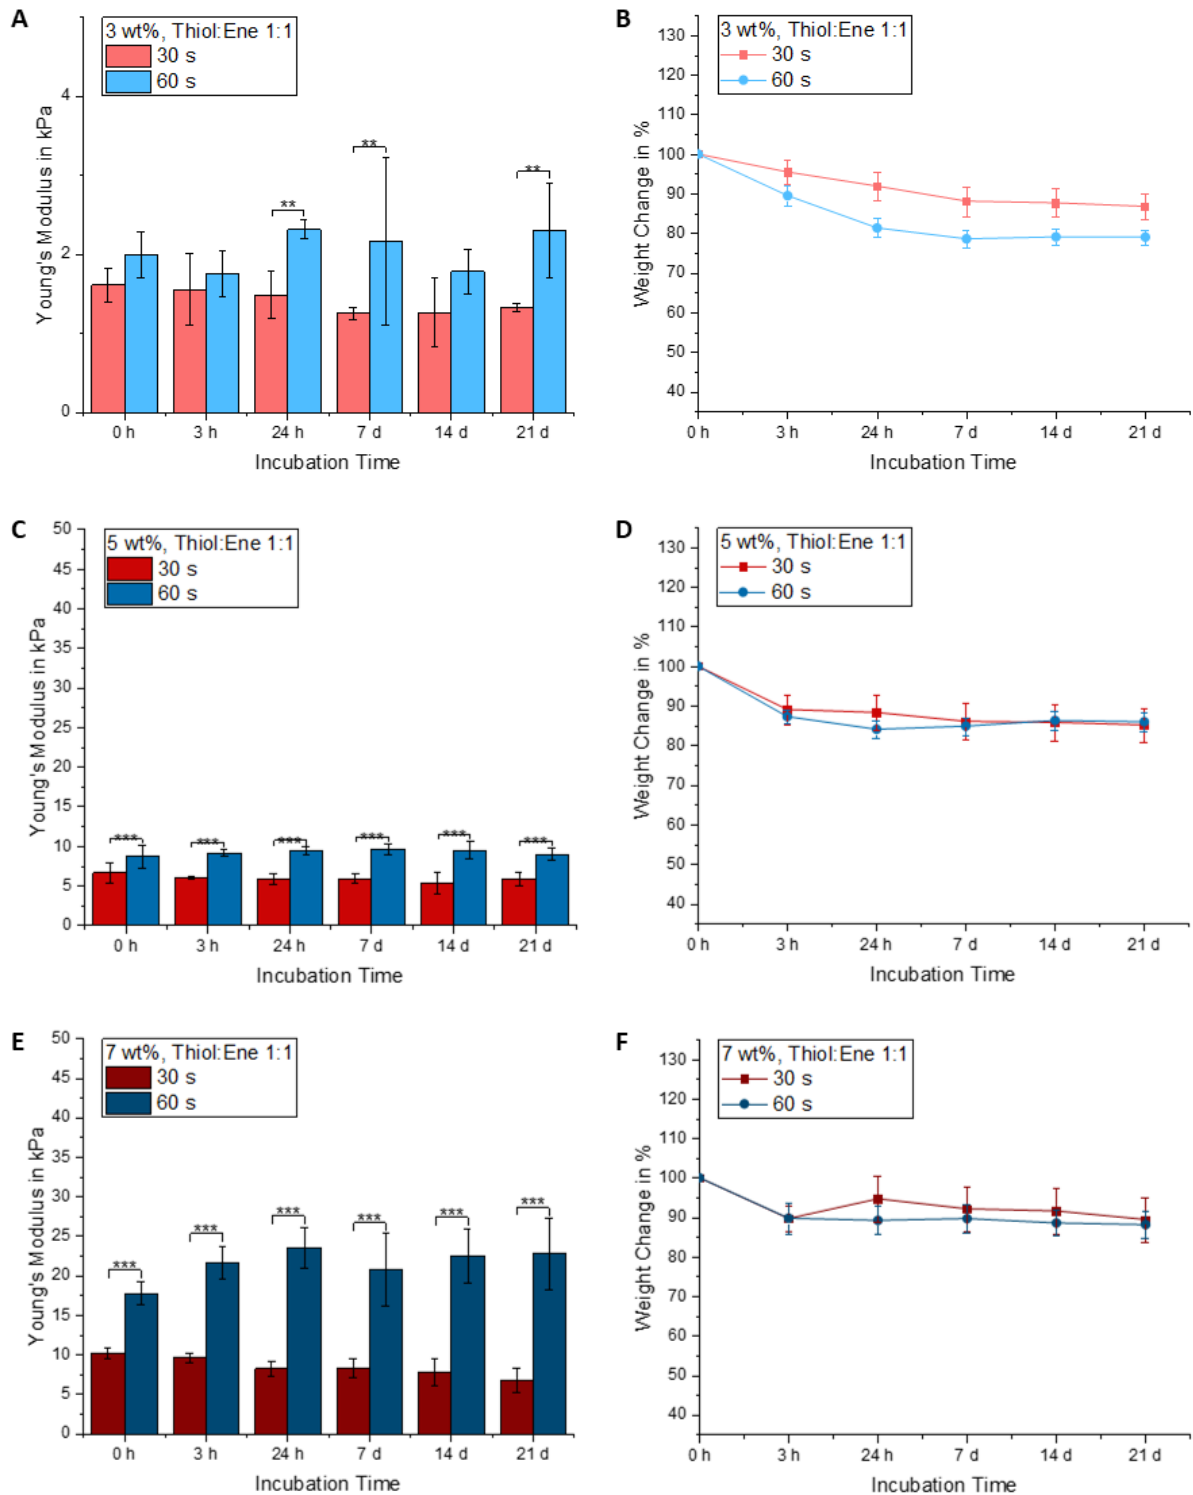 A
3 wt%, Thiol:Ene 1:1
30 s
60 s
Young's Modulus in kPa
4
2
0
**
**
**
0 h 3 h 24 h 7 d 14 d 21 d
Incubation Time
B
3 wt%, Thiol:Ene 1:1
30 s
60 s
Weight Change in %
130
120
110
100
90
80
70
60
50
40
0 h 3 h 24 h 7 d 14 d 21 d
Incubation Time
C
5 wt%, Thiol:Ene 1:1
30 s
60 s
Young's Modulus in kPa
50
45
40
35
30
25
20
15
10
5
0
*** *** *** *** *** ***
0 h 3 h 24 h 7 d 14 d 21 d
Incubation Time
D
5 wt%, Thiol:Ene 1:1
30 s
60 s
Weight Change in %
130
120
110
100
90
80
70
60
50
40
0 h 3 h 24 h 7 d 14 d 21 d
Incubation Time
E
7 wt%, Thiol:Ene 1:1
30 s
60 s
Young's Modulus in kPa
50
45
40
35
30
25
20
15
10
5
0
*** *** *** *** *** ***
0 h 3 h 24 h 7 d 14 d 21 d
Incubation Time
F
7 wt%, Thiol:Ene 1:1
30 s
60 s
Weight Change in %
130
120
110
100
90
80
70
60
50
40
0 h 3 h 24 h 7 d 14 d 21 d
Incubation Time